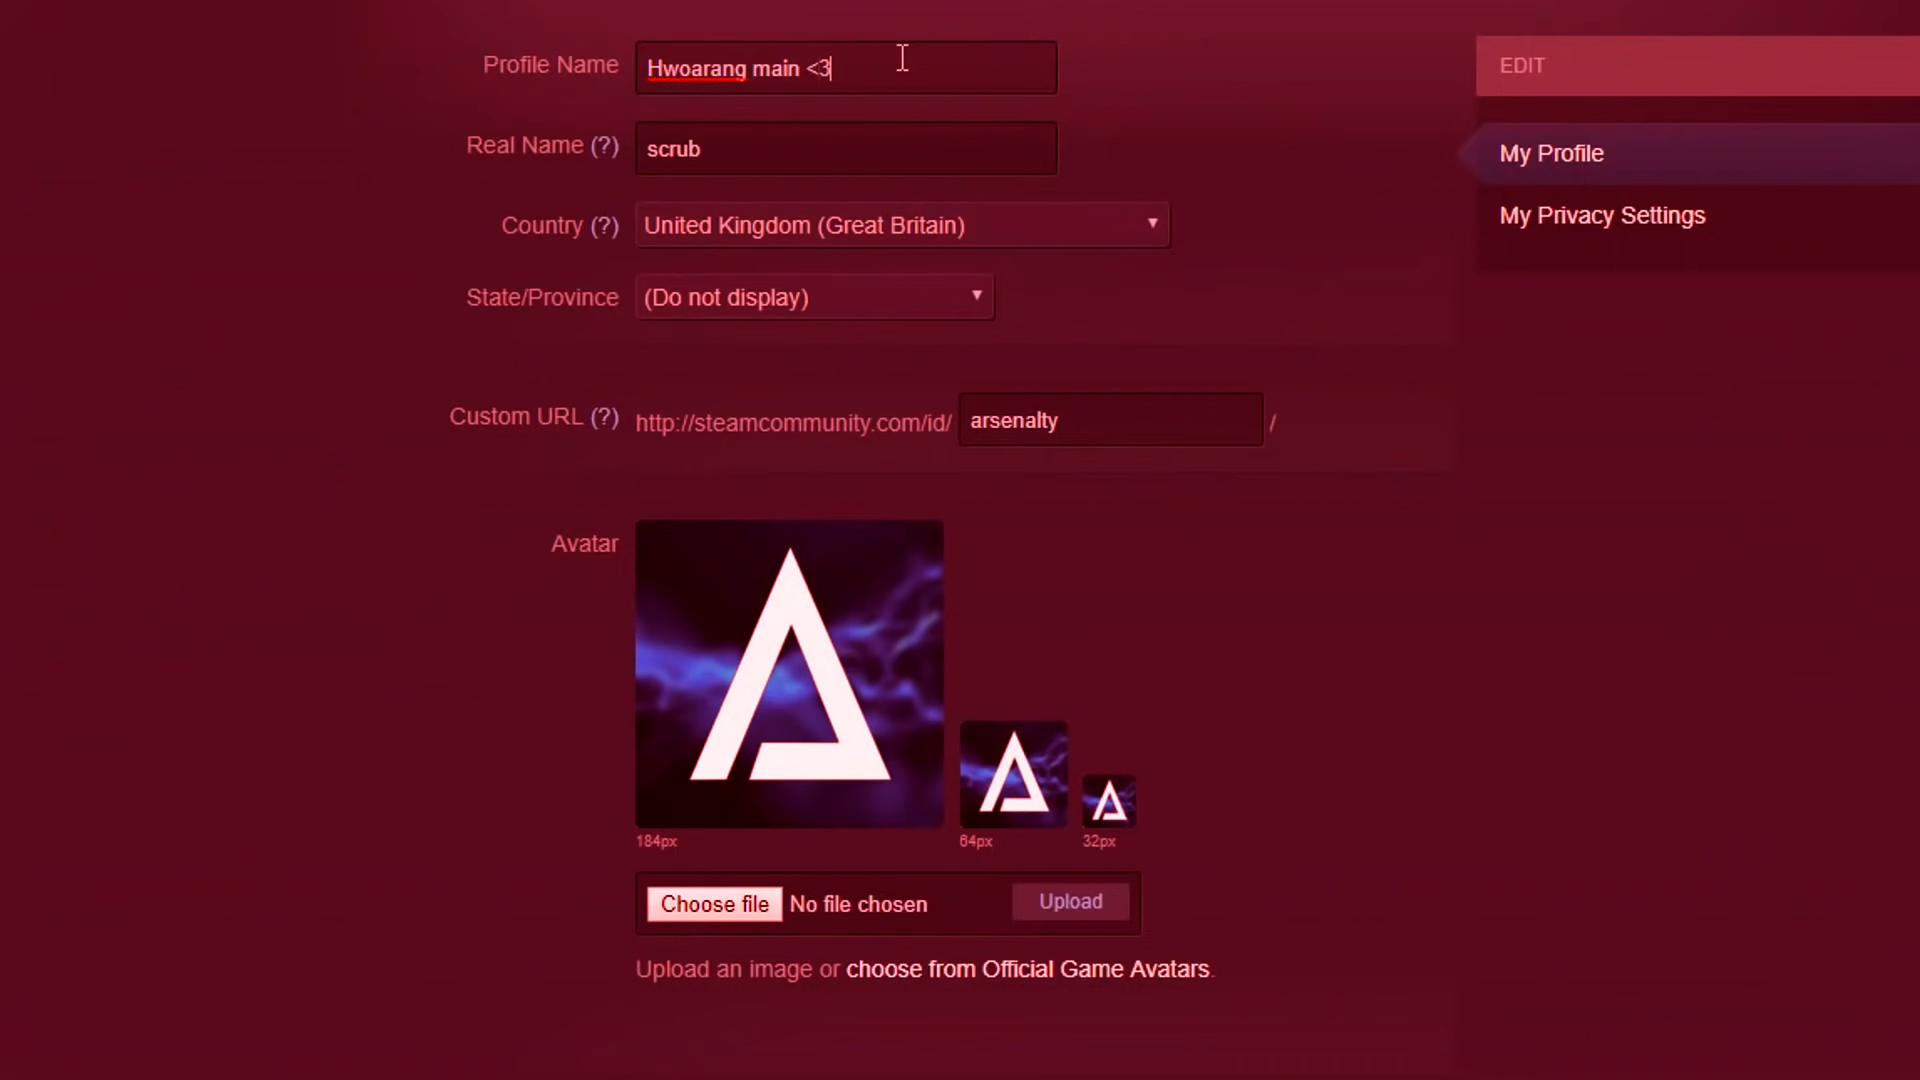 Profile Name
Hwoarang main <3
EDIT
Real Name (?)
scrub
My Profile
Country (?)
United Kingdom (Great Britain)
My Privacy Settings
State/Province
(Do not display)
Custom URL (?)
http://steamcommunity.com/id/ arsenalty /
Avatar
184px
64px
32px
Choose file No file chosen
Upload
Upload an image or choose from Official Game Avatars.